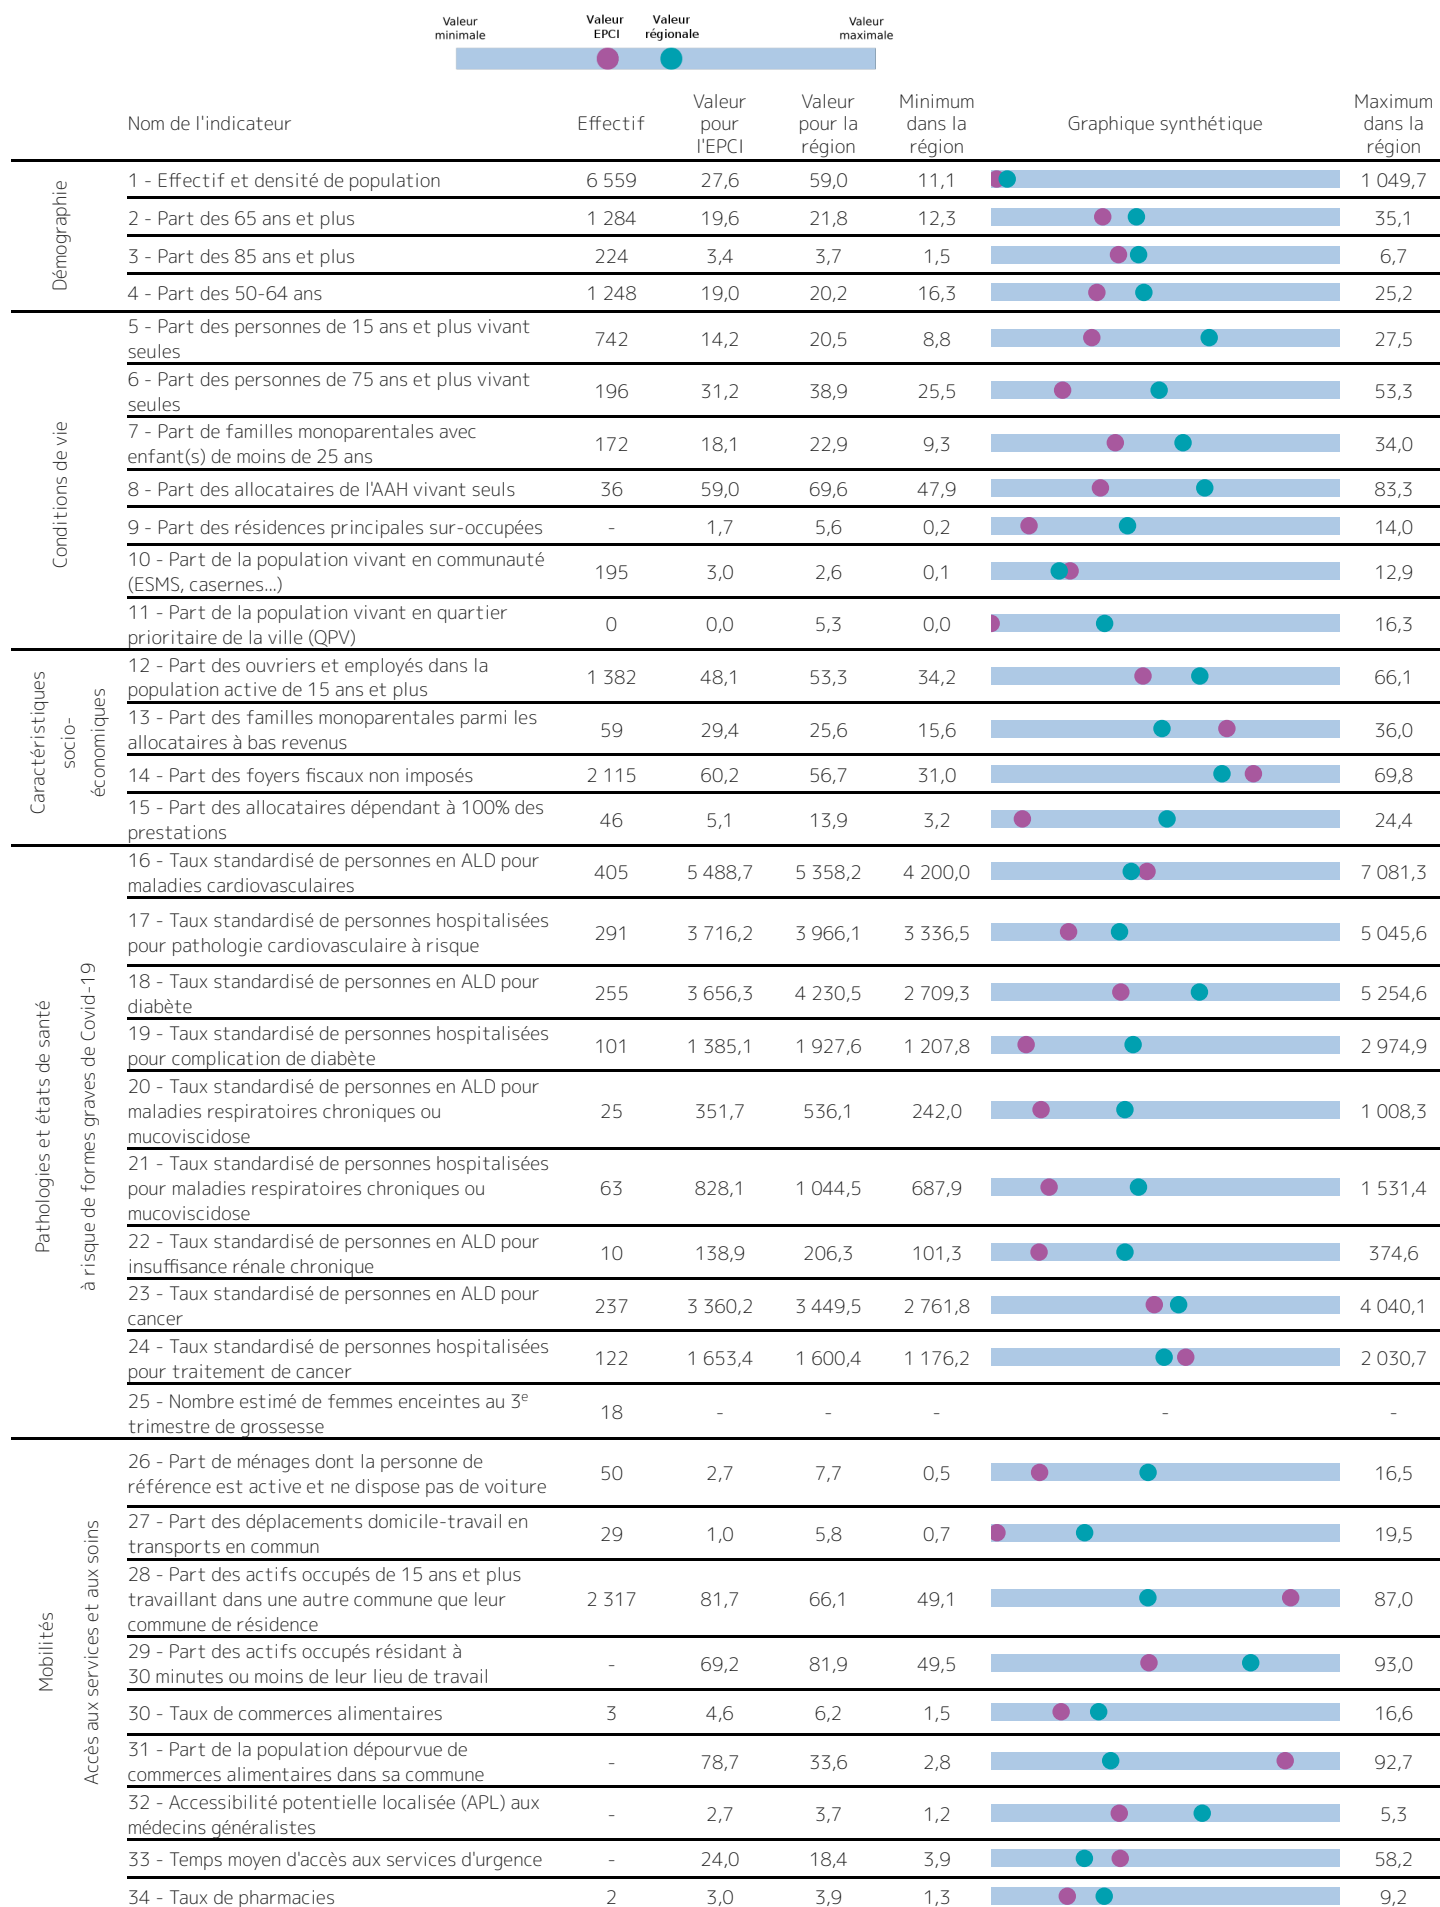 Valeur minimale
Valeur EPCI
Valeur régionale
Valeur maximale
Nom de l'indicateur
Effectif
Valeur pour l'EPCI
Valeur pour la région
Minimum dans la région
Graphique synthétique
Maximum dans la région
Démographie
1 - Effectif et densité de population 6 559 27,6 59,0 11,1 1 049,7
2 - Part des 65 ans et plus 1 284 19,6 21,8 12,3 35,1
3 - Part des 85 ans et plus 224 3,4 3,7 1,5 6,7
4 - Part des 50-64 ans 1 248 19,0 20,2 16,3 25,2
Conditions de vie
5 - Part des personnes de 15 ans et plus vivant
seules 742 14,2 20,5 8,8 27,5
6 - Part des personnes de 75 ans et plus vivant
seules 196 31,2 38,9 25,5 53,3
7 - Part de familles monoparentales avec
enfant(s) de moins de 25 ans 172 18,1 22,9 9,3 34,0
8 - Part des allocataires de l'AAH vivant seuls 36 59,0 69,6 47,9 83,3
9 - Part des résidences principales sur-occupées - 1,7 5,6 0,2 14,0
10 - Part de la population vivant en communauté
(ESMS, casernes...) 195 3,0 2,6 0,1 12,9
11 - Part de la population vivant en quartier
prioritaire de la ville (QPV) 0 0,0 5,3 0,0 16,3
Caractéristiques
socio-
économiques
12 - Part des ouvriers et employés dans la
population active de 15 ans et plus 1 382 48,1 53,3 34,2 66,1
13 - Part des familles monoparentales parmi les
allocataires à bas revenus 59 29,4 25,6 15,6 36,0
14 - Part des foyers fiscaux non imposés 2 115 60,2 56,7 31,0 69,8
15 - Part des allocataires dépendant à 100% des
prestations 46 5,1 13,9 3,2 24,4
Pathologies et états de santé
à risque de formes graves de Covid-19
16 - Taux standardisé de personnes en ALD pour
maladies cardiovasculaires 405 5 488,7 5 358,2 4 200,0 7 081,3
17 - Taux standardisé de personnes hospitalisées
pour pathologie cardiovasculaire à risque 291 3 716,2 3 966,1 3 336,5 5 045,6
18 - Taux standardisé de personnes en ALD pour
diabète 255 3 656,3 4 230,5 2 709,3 5 254,6
19 - Taux standardisé de personnes hospitalisées
pour complication de diabète 101 1 385,1 1 927,6 1 207,8 2 974,9
20 - Taux standardisé de personnes en ALD pour
maladies respiratoires chroniques ou 25 351,7 536,1 242,0 1 008,3
mucoviscidose
21 - Taux standardisé de personnes hospitalisées
pour maladies respiratoires chroniques ou 63 828,1 1 044,5 687,9 1 531,4
mucoviscidose
22 - Taux standardisé de personnes en ALD pour
insuffisance rénale chronique 10 138,9 206,3 101,3 374,6
23 - Taux standardisé de personnes en ALD pour
cancer 237 3 360,2 3 449,5 2 761,8 4 040,1
24 - Taux standardisé de personnes hospitalisées
pour traitement de cancer 122 1 653,4 1 600,4 1 176,2 2 030,7
25 - Nombre estimé de femmes enceintes au 3e
trimestre de grossesse 18 - - - - -
Mobilités
Accès aux services et aux soins
26 - Part de ménages dont la personne de
référence est active et ne dispose pas de voiture 50 2,7 7,7 0,5 16,5
27 - Part des déplacements domicile-travail en
transports en commun 29 1,0 5,8 0,7 19,5
28 - Part des actifs occupés de 15 ans et plus
travaillant dans une autre commune que leur 2 317 81,7 66,1 49,1 87,0
commune de résidence
29 - Part des actifs occupés résidant à
30 minutes ou moins de leur lieu de travail - 69,2 81,9 49,5 93,0
30 - Taux de commerces alimentaires 3 4,6 6,2 1,5 16,6
31 - Part de la population dépourvue de
commerces alimentaires dans sa commune - 78,7 33,6 2,8 92,7
32 - Accessibilité potentielle localisée (APL) aux
médecins généralistes - 2,7 3,7 1,2 5,3
33 - Temps moyen d'accès aux services d'urgence - 24,0 18,4 3,9 58,2
34 - Taux de pharmacies 2 3,0 3,9 1,3 9,2